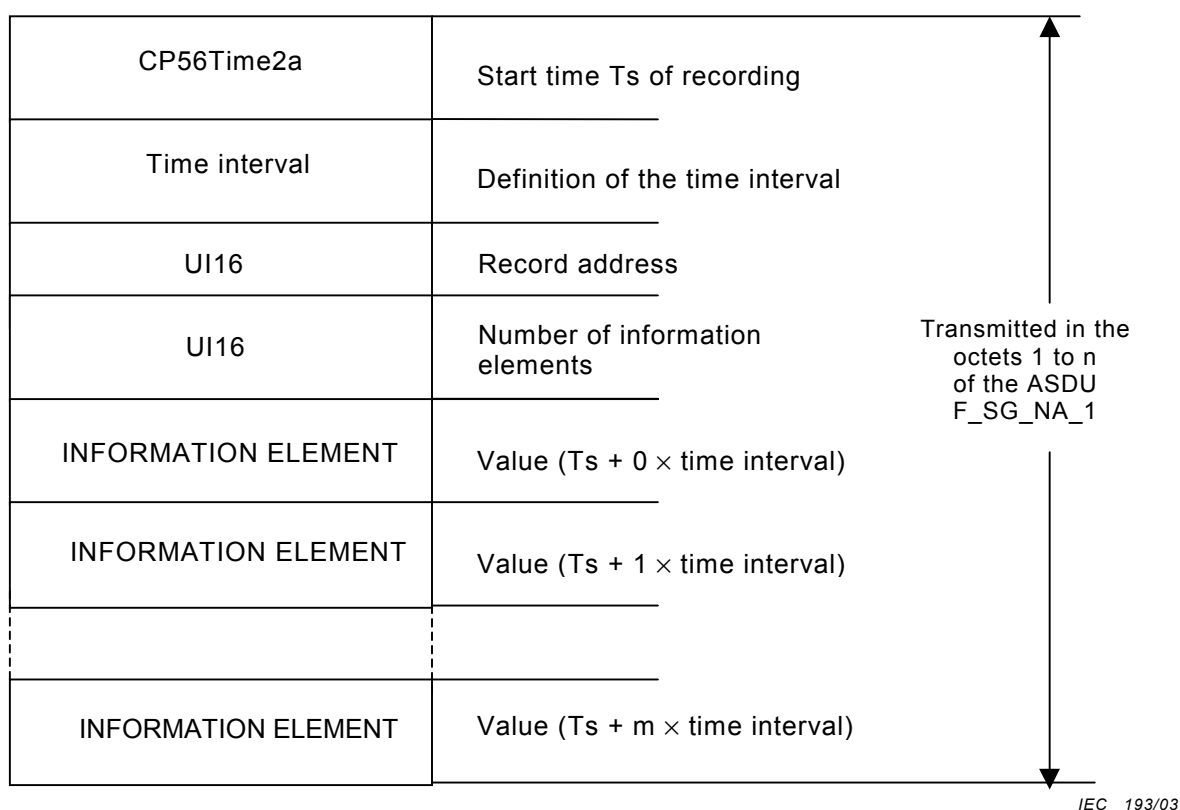 CP56Time2a
Start time Ts of recording
Time interval
Definition of the time interval
UI16
Record address
UI16
Number of information
elements
Transmitted in the
octets 1 to n
of the ASDU
F_SG_NA_1
INFORMATION ELEMENT
Value (Ts + 0 × time interval)
INFORMATION ELEMENT
Value (Ts + 1 × time interval)
INFORMATION ELEMENT
Value (Ts + m × time interval)
IEC 193/03